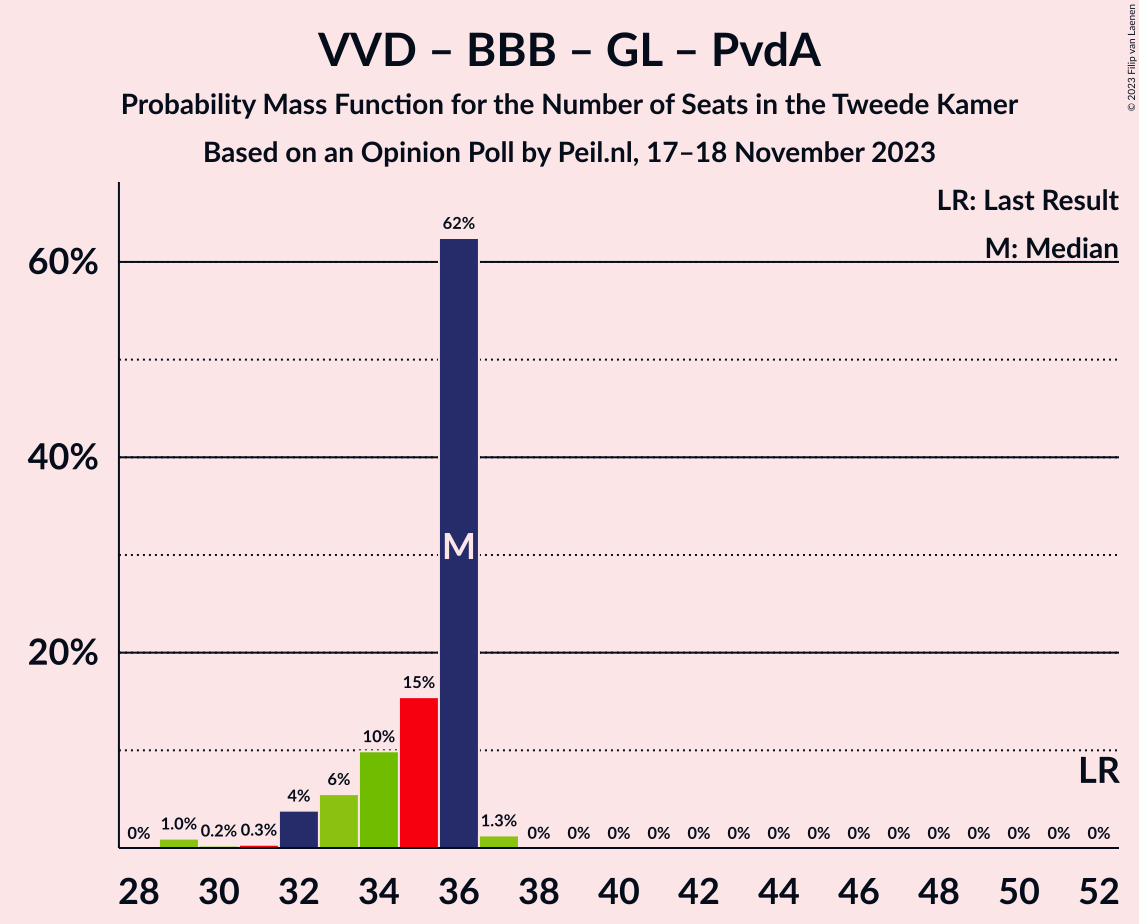 VVD – BBB – GL – PvdA
Probability Mass Function for the Number of Seats in the Tweede Kamer
Based on an Opinion Poll by Peil.nl, 17–18 November 2023
© 2023 Filip van Laenen
LR: Last Result
M: Median
60%
40%
20%
0% 1.0% 0.2% 0.3% 4% 6% 10% 15% 62% 1.3% 0% 0% 0% 0% 0% 0% 0% 0% 0% 0% 0% 0% 0% 0% 0%
M
LR
28 30 32 34 36 38 40 42 44 46 48 50 52